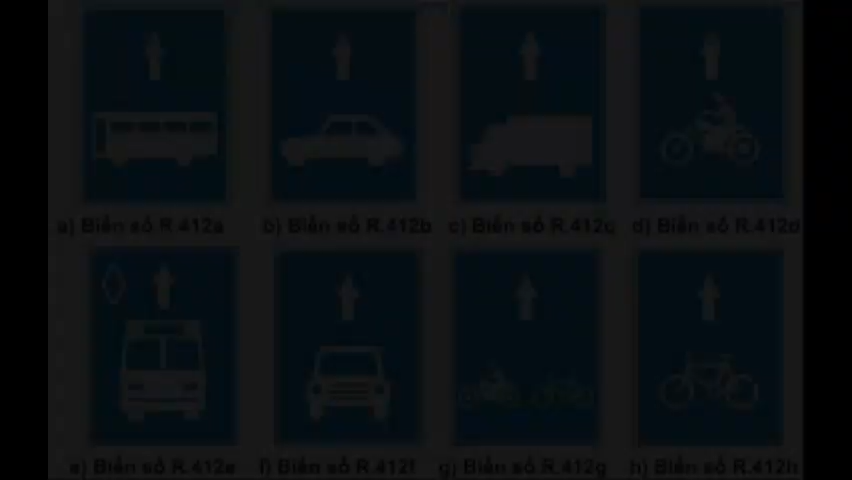 a) Biển số R.412a b) Biển số R.412b c) Biển số R.412c d) Biển số R.412d
e) Biển số R.412e f) Biển số R.412f g) Biển số R.412g h) Biển số R.412h